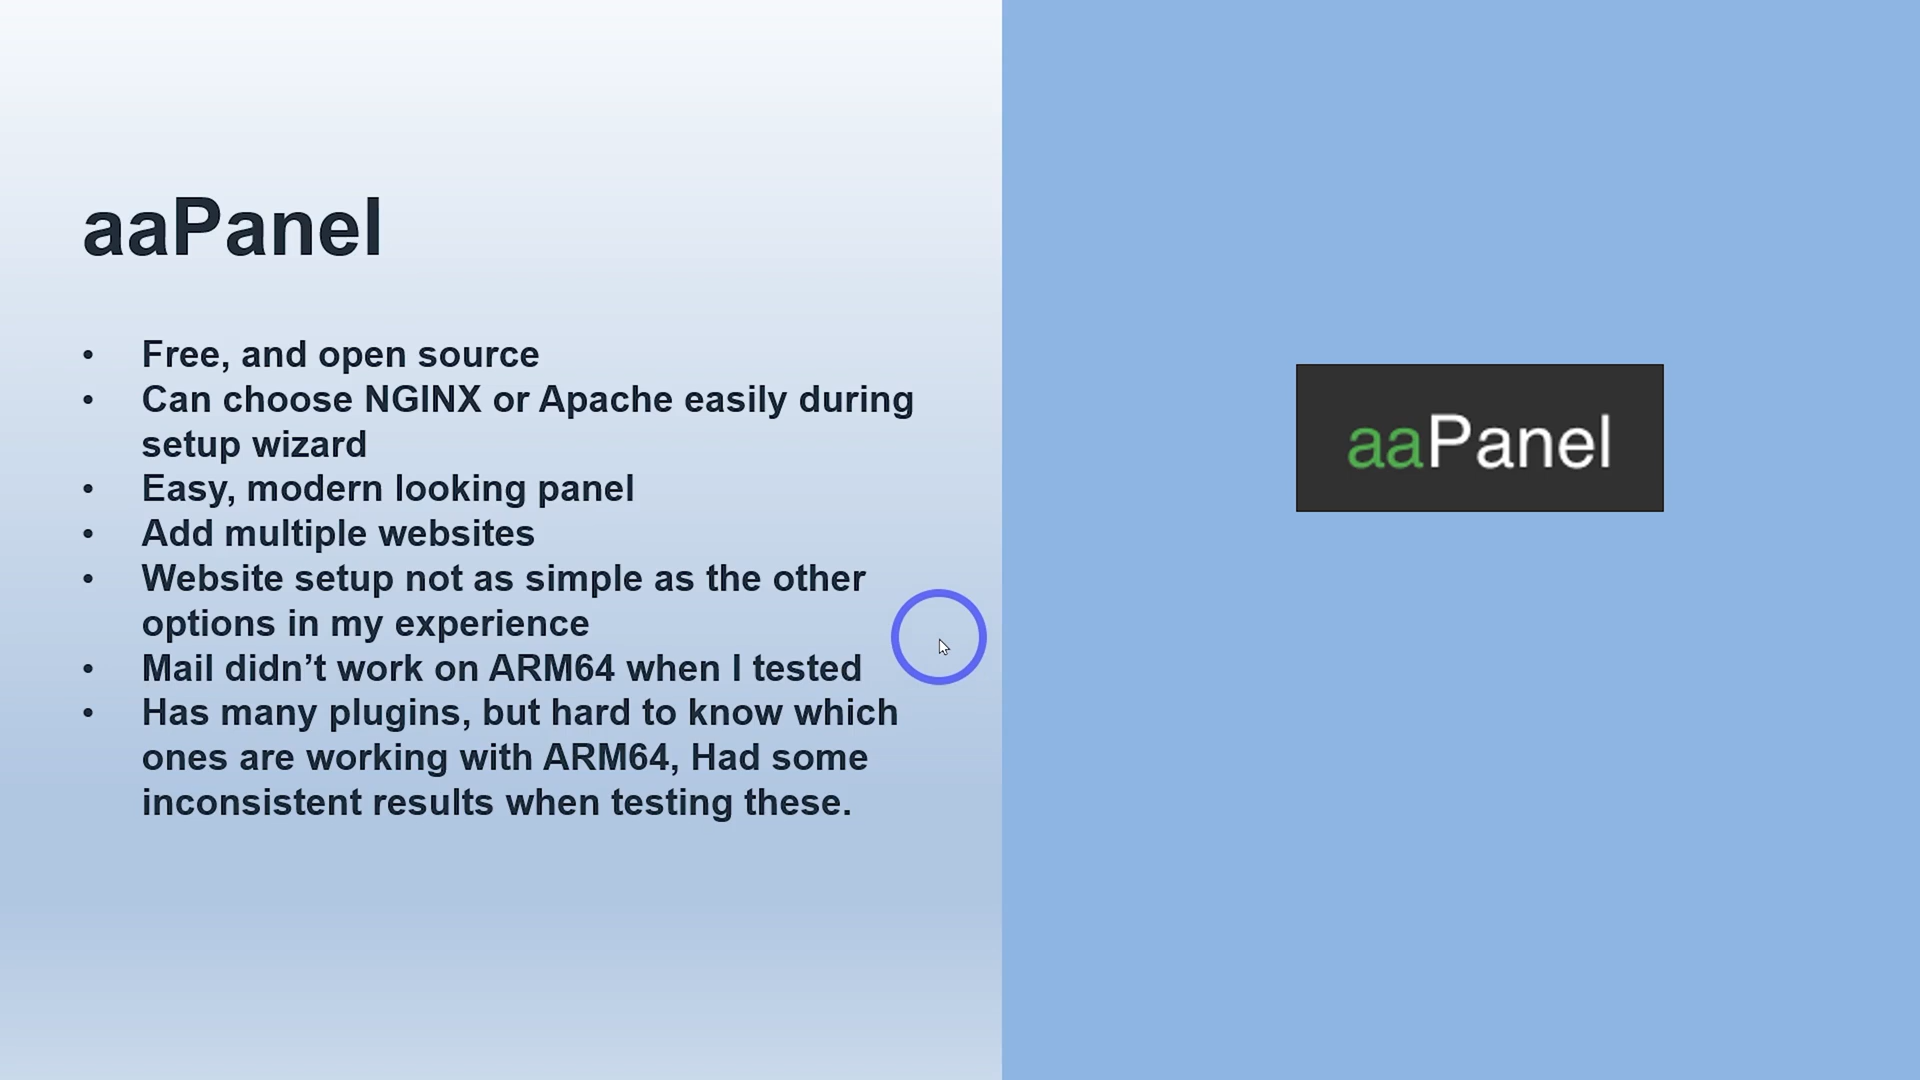 aaPanel
• Free, and open source
• Can choose NGINX or Apache easily during
setup wizard
• Easy, modern looking panel
• Add multiple websites
• Website setup not as simple as the other
options in my experience
• Mail didn’t work on ARM64 when I tested
• Has many plugins, but hard to know which
ones are working with ARM64, Had some
inconsistent results when testing these.
aaPanel